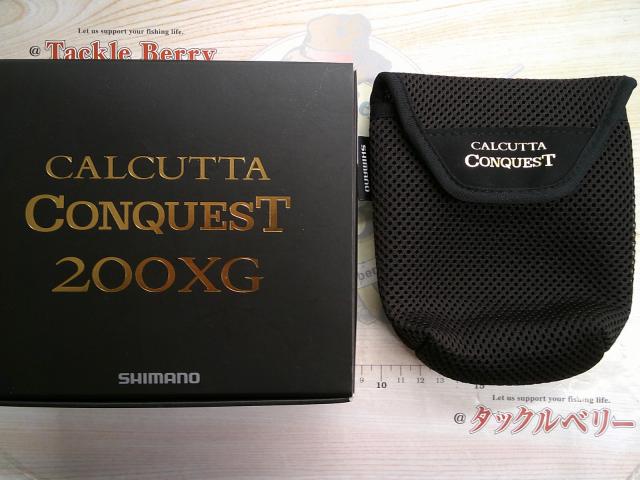 Let us support your fishing life.
@ Tackle Berry
CALCUTTA
CONQUEST
200XG
SHIMANO
CALCUTTA
CONQUEST
SHIMANO
10
15
Let us support your fishing life.
@ タックルベリー